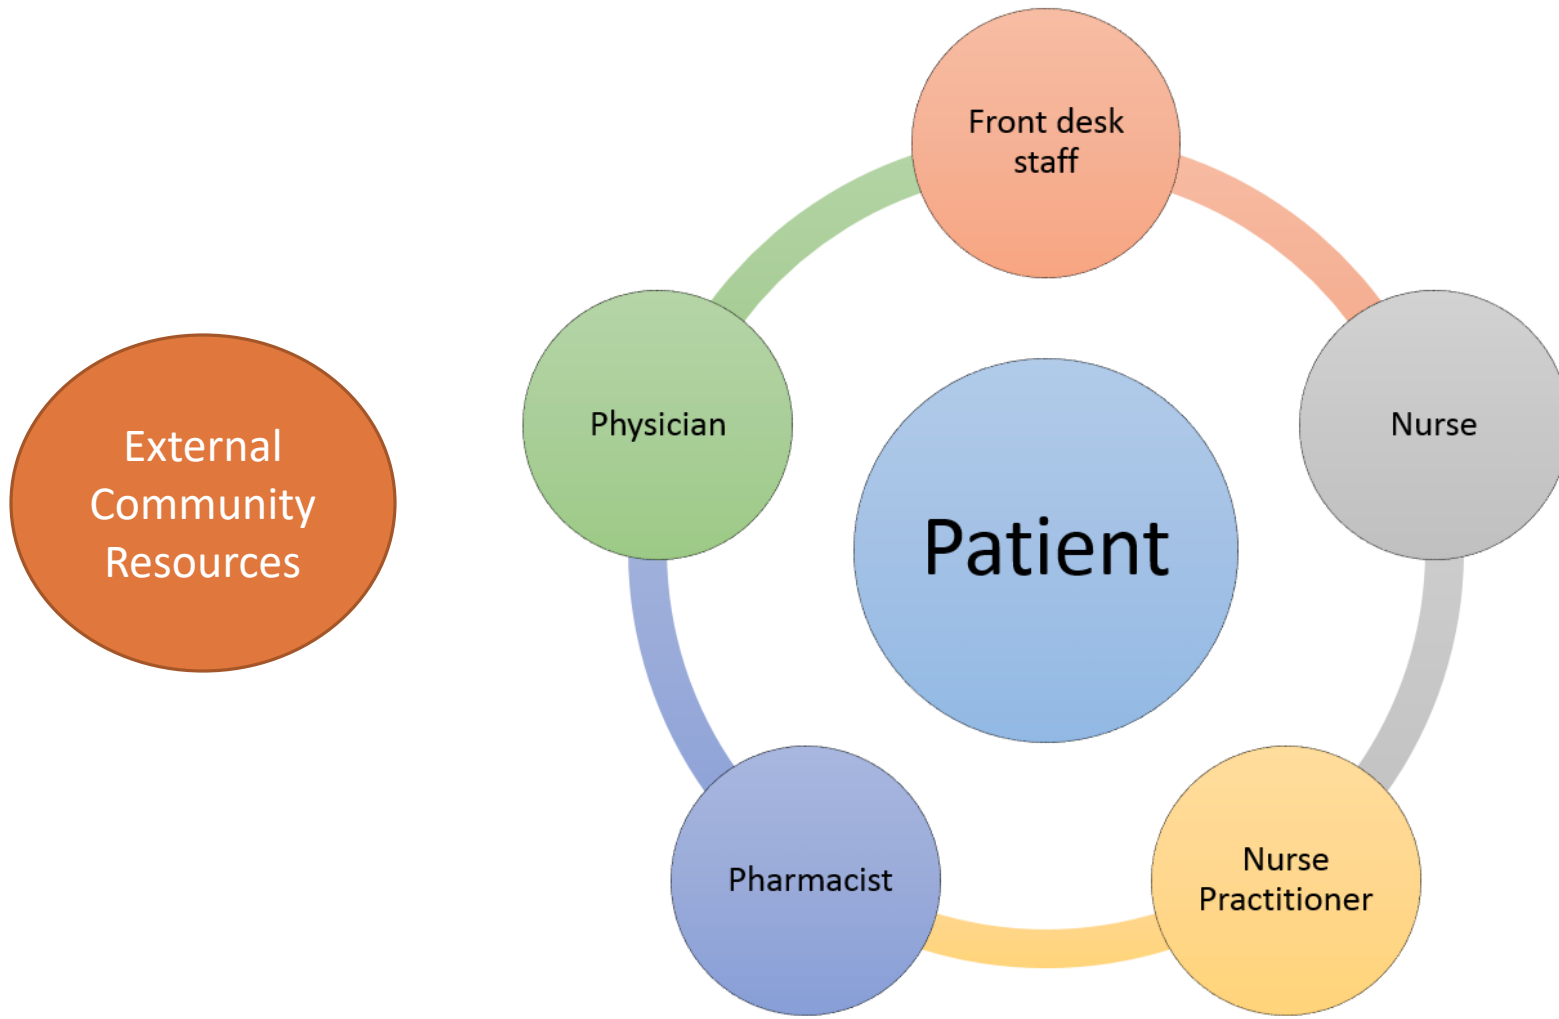 Front desk
staff
Physician
Nurse
External
Community
Resources
Patient
Pharmacist
Nurse
Practitioner